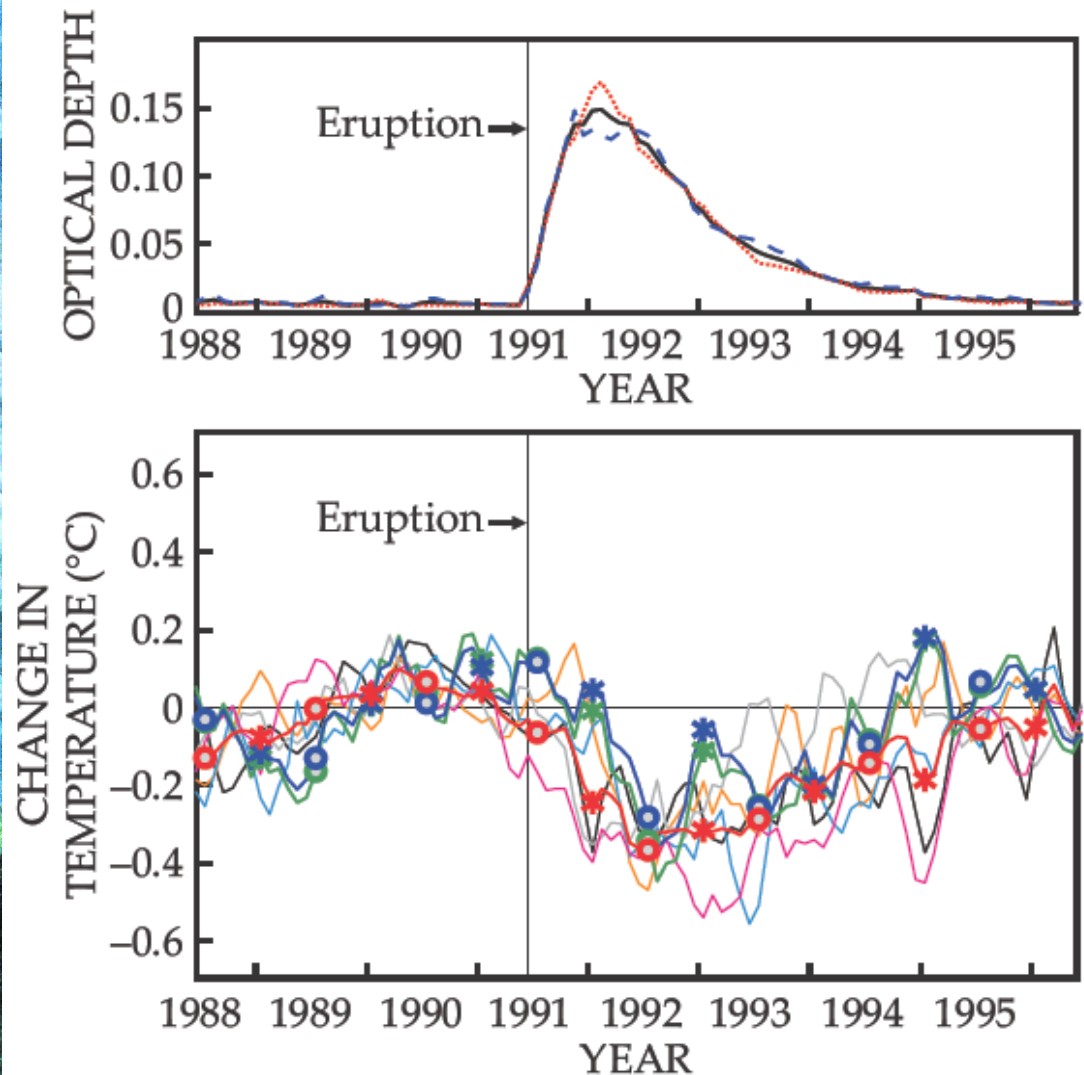 OPTICAL DEPTH
0.15
0.10
0.05
0
Eruption
1988 1989 1990 1991 1992 1993 1994 1995
YEAR
CHANGE IN
TEMPERATURE (°C)
0.6
0.4
0.2
0
–0.2
–0.4
–0.6
Eruption
1988 1989 1990 1991 1992 1993 1994 1995
YEAR